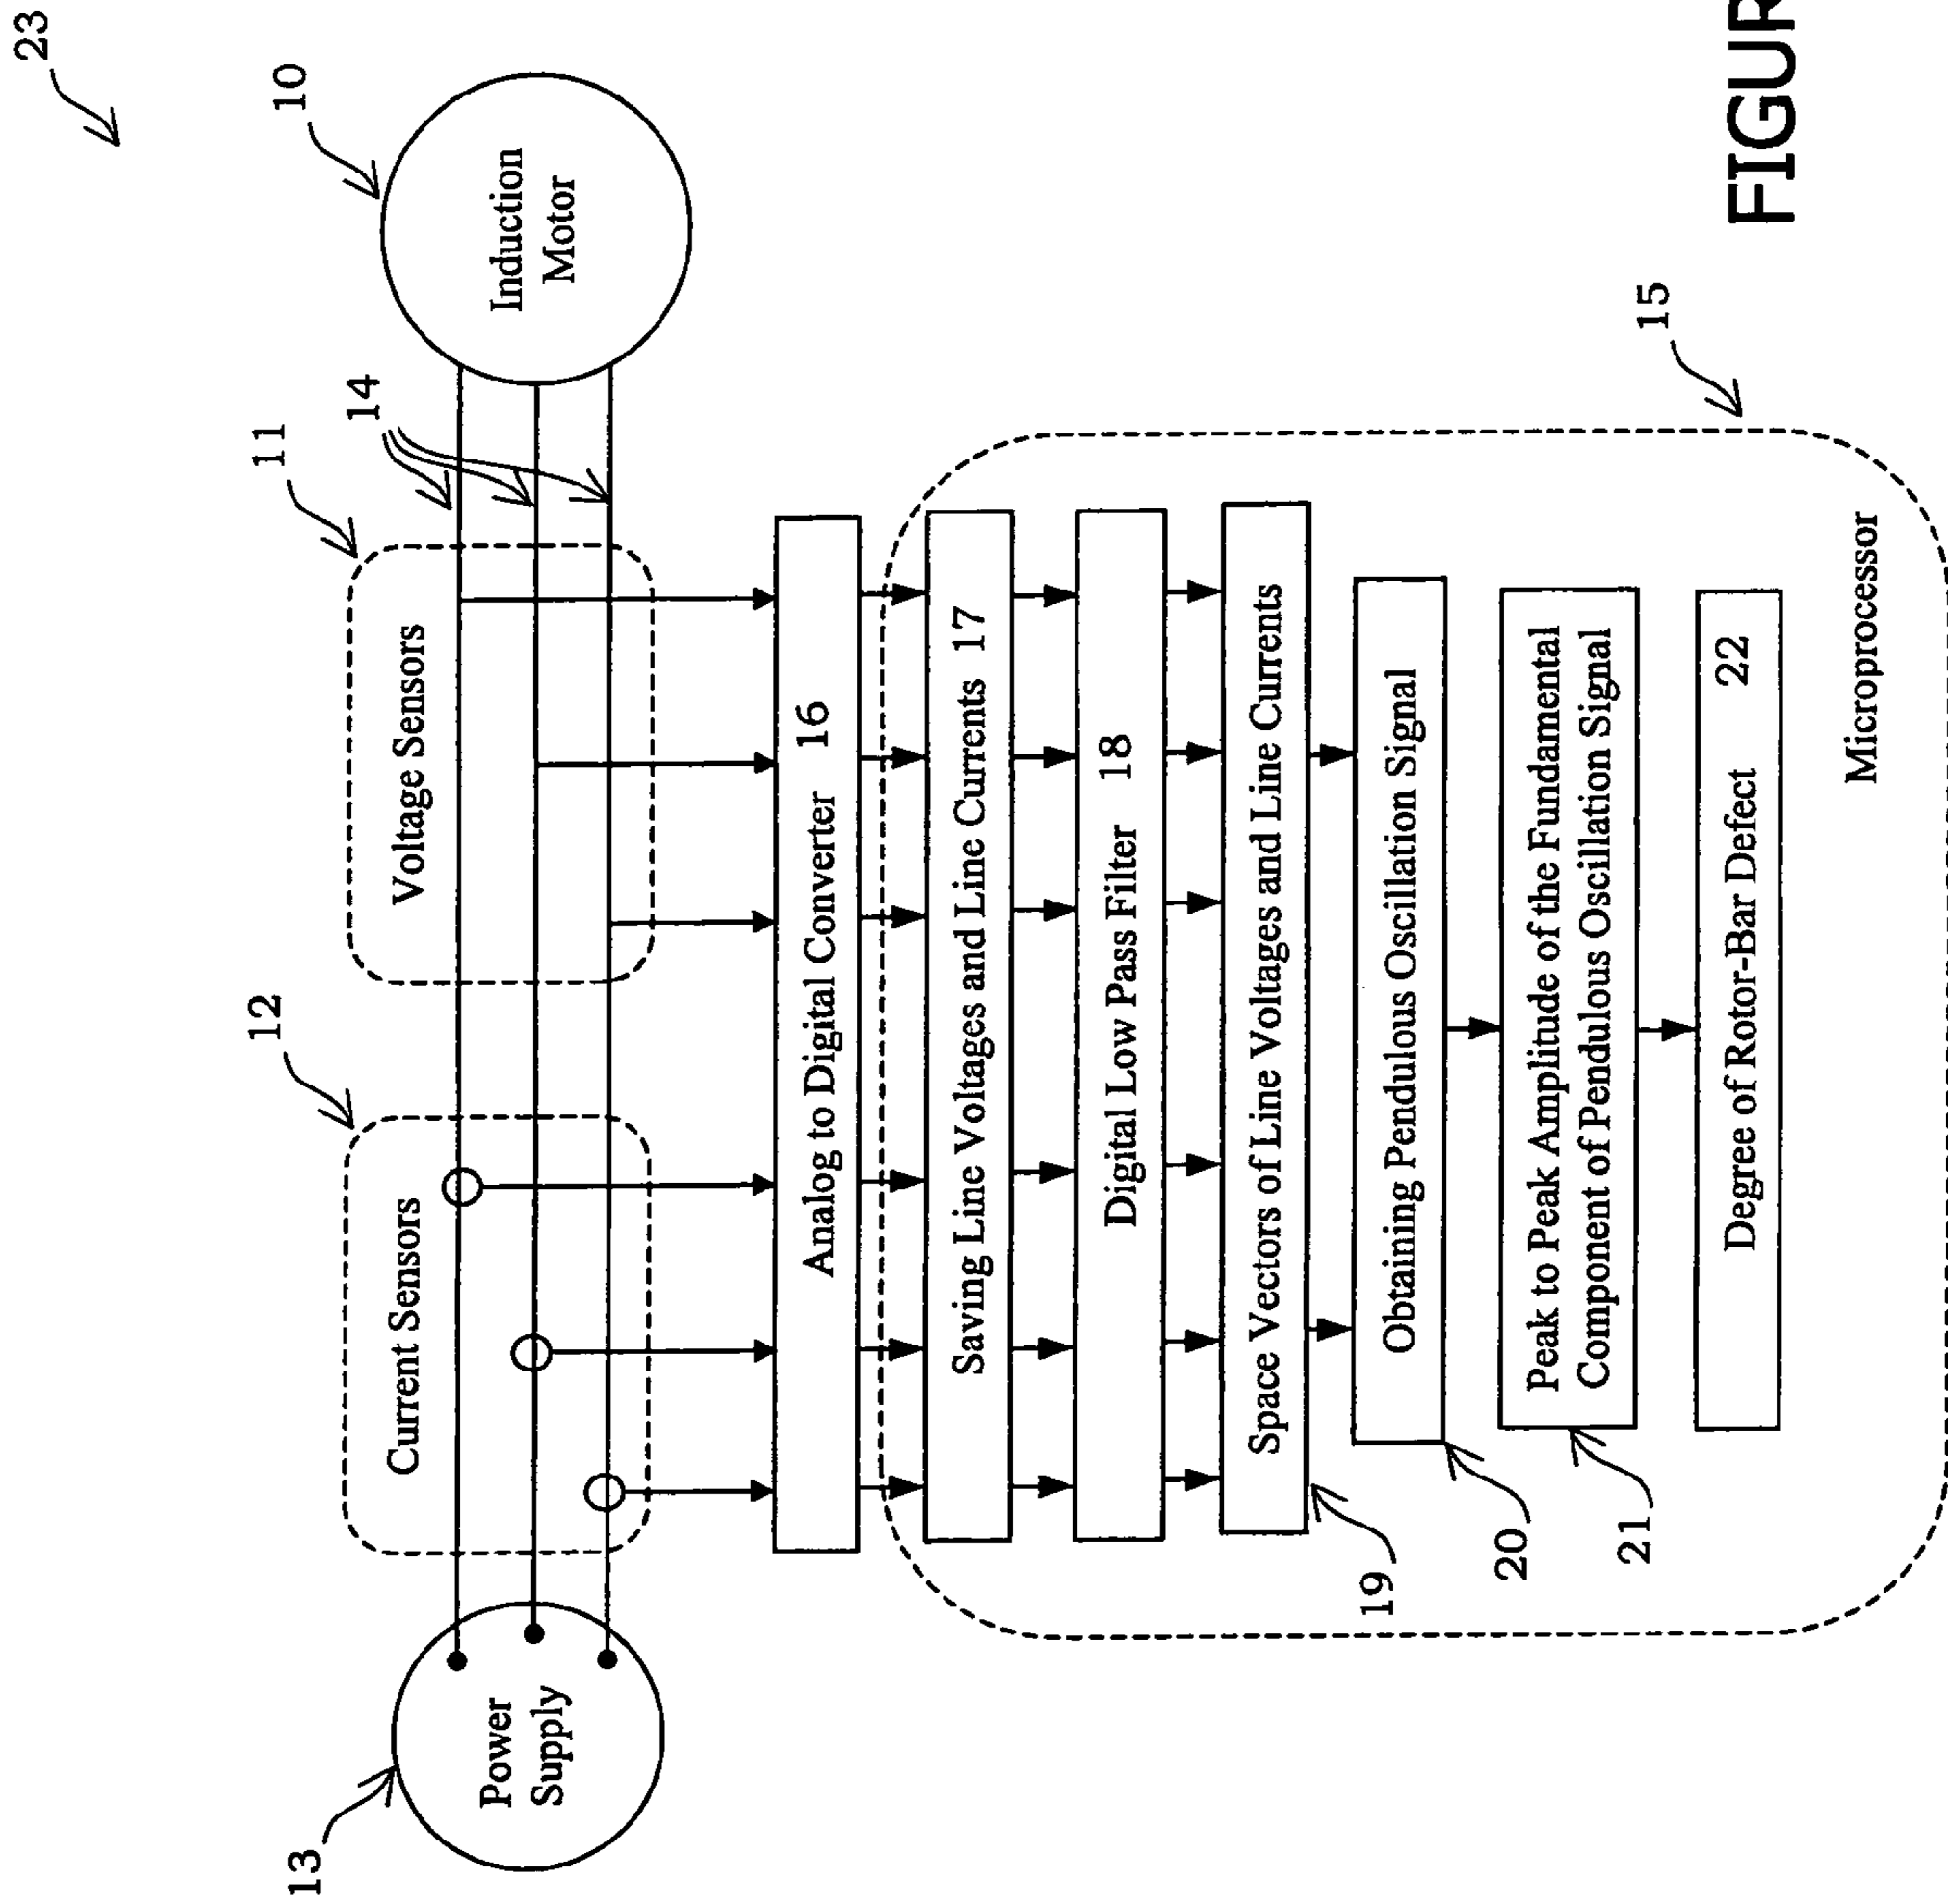 23
10
Induction
Motor
14
11
Voltage Sensors
12
Current Sensors
13
Power
Supply
Analog to Digital Converter 16
15
Saving Line Voltages and Line Currents 17
Digital Low Pass Filter 18
Space Vectors of Line Voltages and Line Currents
19
Obtaining Pendulous Oscillation Signal
20
Peak to Peak Amplitude of the Fundamental
Component of Pendulous Oscillation Signal
21
Degree of Rotor-Bar Defect 22
Microprocessor
FIGUR